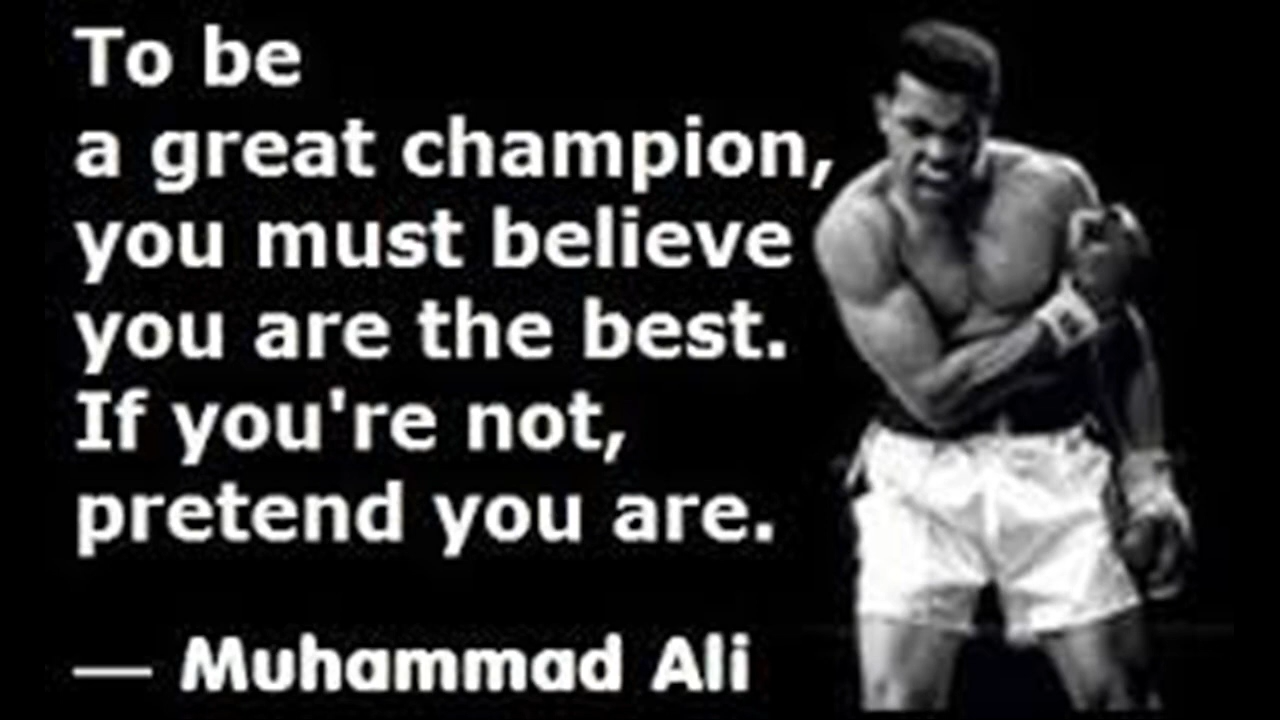 To be
a great champion,
you must believe
you are the best.
If you're not,
pretend you are.
— Muhammad Ali